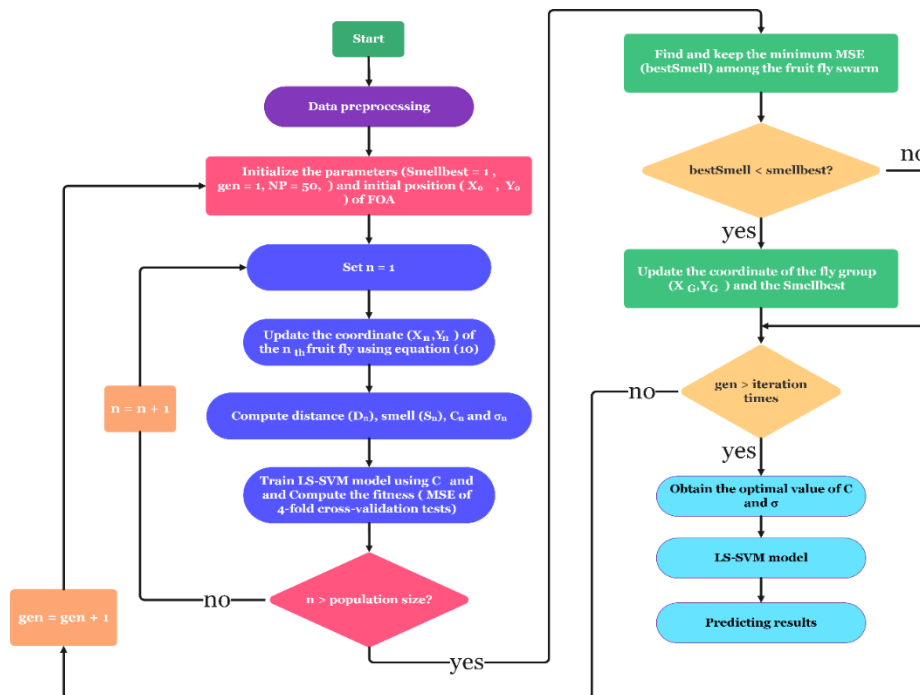 Start
Data preprocessing
Initialize the parameters (Smellbest = 1 ,
gen = 1, NP = 50, ) and initial position ( X₀ , Y₀
) of FOA
Set n = 1
Update the coordinate (Xₙ,Yₙ ) of
the n th fruit fly using equation (10)
n = n + 1
Compute distance (Dₙ), smell (Sₙ), Cₙ and σₙ
Train LS-SVM model using C and
and Compute the fitness ( MSE of
4-fold cross-validation tests)
n > population size?
no
yes
gen = gen + 1
Find and keep the minimum MSE
(bestSmell) among the fruit fly swarm
bestSmell < smellbest?
no
yes
Update the coordinate of the fly group
(X G,YG ) and the Smellbest
gen > iteration
times
no
yes
Obtain the optimal value of C
and σ
LS-SVM model
Predicting results